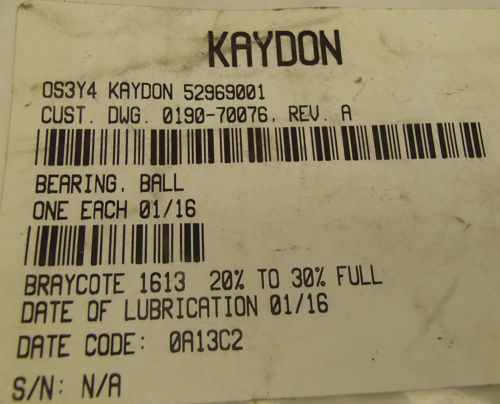 KAYDON
OS3Y4 KAYDON 52969001
CUST. DWG. 0190-70076, REV. A
BEARING, BALL
ONE EACH 01/16
BRAYCOTE 1613 20% TO 30% FULL
DATE OF LUBRICATION 01/16
DATE CODE: 0A13C2
S/N: N/A